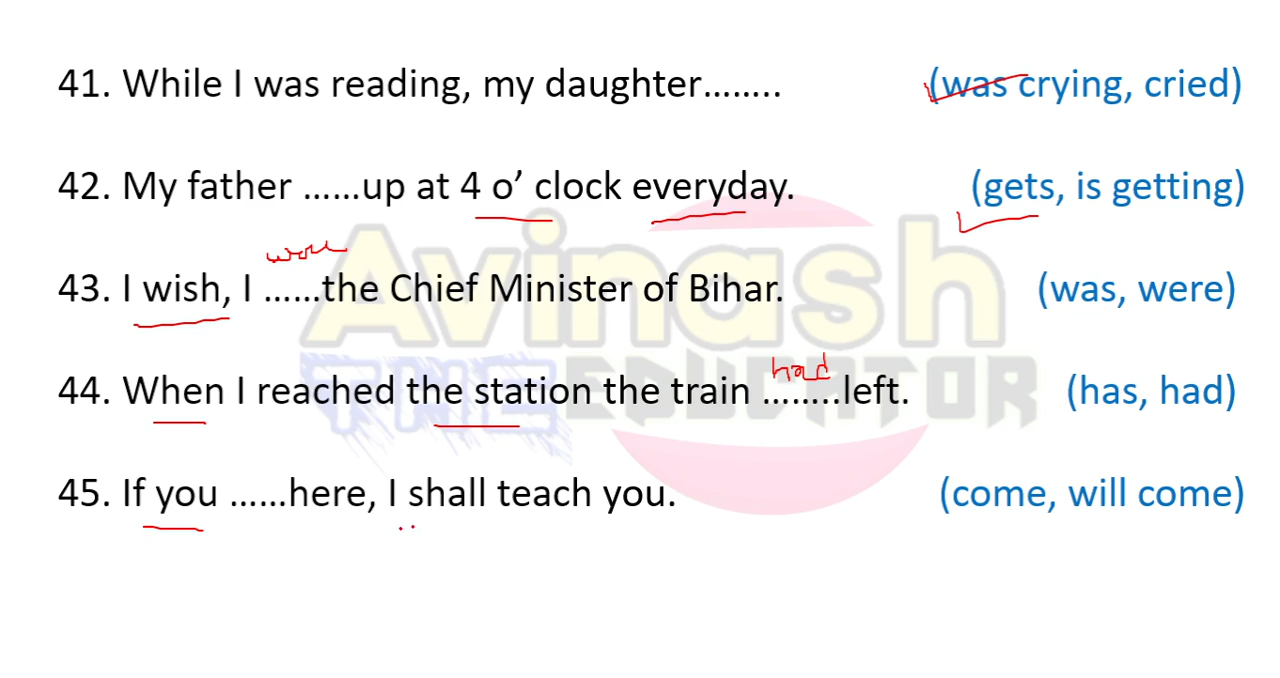 41. While I was reading, my daughter........ (was crying, cried)
42. My father ......up at 4 o' clock everyday. (gets, is getting)
were
43. I wish, I ......the Chief Minister of Bihar. (was, were)
had
44. When I reached the station the train ........left. (has, had)
45. If you ......here, I shall teach you. (come, will come)
Avinash
THE EDUCATOR